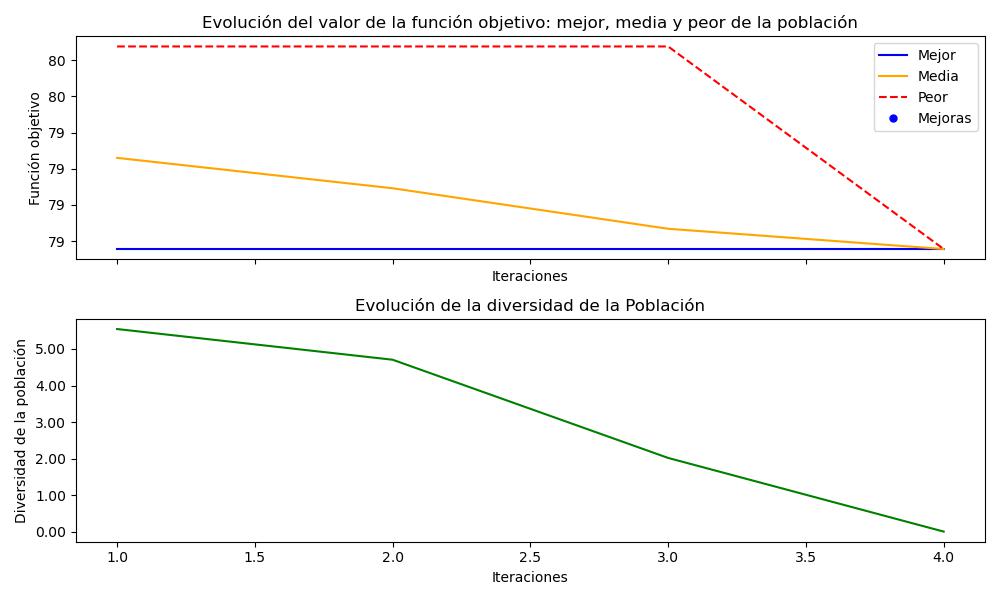 Evolución del valor de la función objetivo: mejor, media y peor de la población
80
80
79
79
79
79
Función objetivo
Mejor
Media
Peor
Mejoras
Iteraciones
Evolución de la diversidad de la Población
5.00
4.00
3.00
2.00
1.00
0.00
Diversidad de la población
1.0 1.5 2.0 2.5 3.0 3.5 4.0
Iteraciones